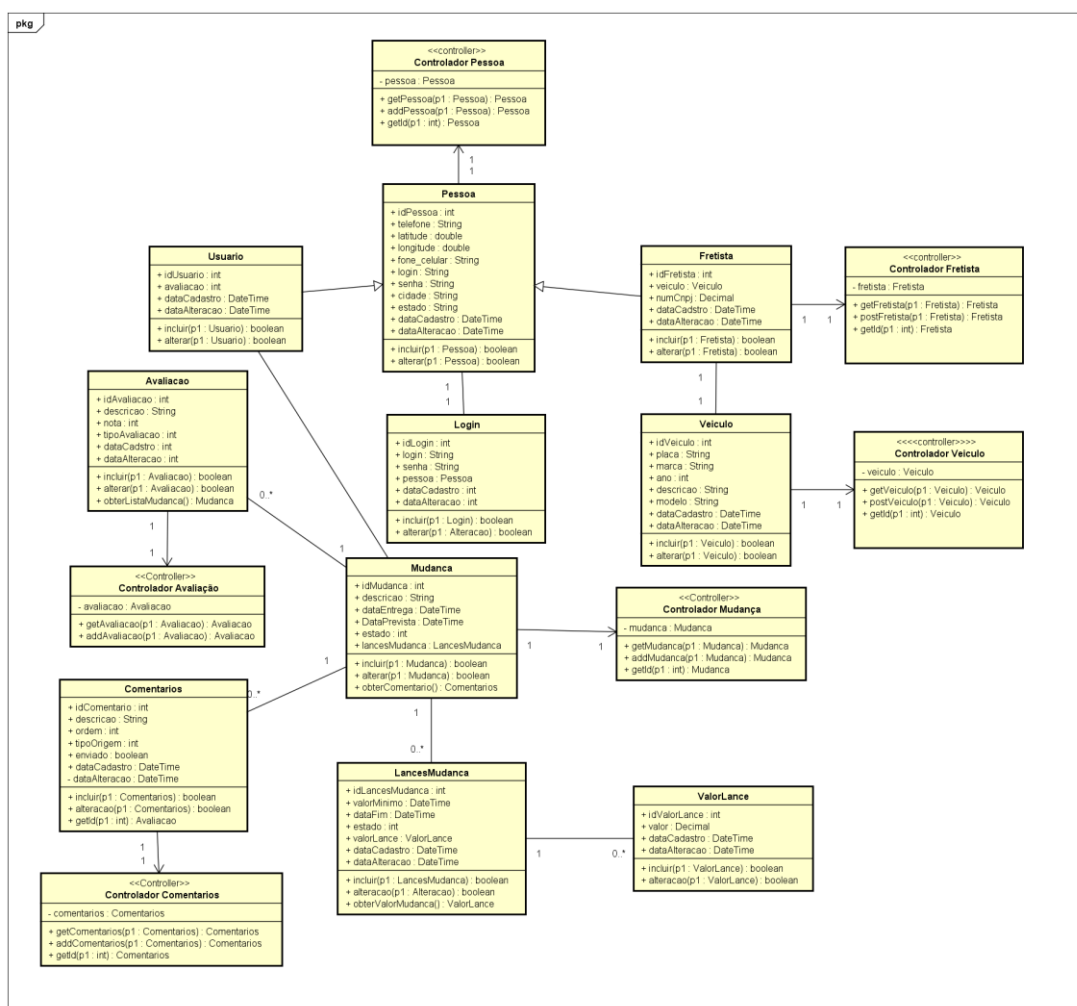 pkg
<<controller>>
Controlador Pessoa
- pessoa : Pessoa
+ getPessoa(p1 : Pessoa) : Pessoa
+ addPessoa(p1 : Pessoa) : Pessoa
+ getId(p1 : int) : Pessoa
1
1
Pessoa
+ idPessoa : int
+ telefone : String
+ latitude : double
+ longitude : double
+ fone_celular : String
+ login : String
+ senha : String
+ cidade : String
+ estado : String
+ dataCadastro : DateTime
+ dataAlteracao : DateTime
+ incluir(p1 : Pessoa) : boolean
+ alterar(p1 : Pessoa) : boolean
Usuario
+ idUsuario : int
+ avaliacao : int
+ dataCadastro : DateTime
+ dataAlteracao : DateTime
+ incluir(p1 : Usuario) : boolean
+ alterar(p1 : Usuario) : boolean
Fretista
+ idFretista : int
+ veiculo : Veiculo
+ numCnpj : Decimal
+ dataCadstro : DateTime
+ dataAlteracao : DateTime
+ incluir(p1 : Fretista) : boolean
+ alterar(p1 : Fretista) : boolean
1
1
<<controller>>
Controlador Fretista
- fretista : Fretista
+ getFretista(p1 : Fretista) : Fretista
+ postFretista(p1 : Fretista) : Fretista
+ getId(p1 : int) : Fretista
1
1
1
1
Avaliacao
+ idAvaliacao : int
+ descricao : String
+ nota : int
+ tipoAvaliacao : int
+ dataCadstro : int
+ dataAlteracao : int
+ incluir(p1 : Avaliacao) : boolean
+ alterar(p1 : Avaliacao) : boolean
+ obterListaMudanca() : Mudanca
0..*
1
1
1
Login
+ idLogin : int
+ login : String
+ senha : String
+ pessoa : Pessoa
+ dataCadastro : int
+ dataAlteracao : int
+ incluir(p1 : Login) : boolean
+ alterar(p1 : Alteracao) : boolean
Veiculo
+ idVeiculo : int
+ placa : String
+ marca : String
+ ano : int
+ descricao : String
+ modelo : String
+ dataCadastro : DateTime
+ dataAlteracao : DateTime
+ incluir(p1 : Veiculo) : boolean
+ alterar(p1 : Veiculo) : boolean
1
1
<<<<controller>>>>
Controlador Veiculo
- veiculo : Veiculo
+ getVeiculo(p1 : Veiculo) : Veiculo
+ postVeiculo(p1 : Veiculo) : Veiculo
+ getId(p1 : int) : Veiculo
<<Controller>>
Controlador Avaliação
- avaliacao : Avaliacao
+ getAvaliacao(p1 : Avaliacao) : Avaliacao
+ addAvaliacao(p1 : Avaliacao) : Avaliacao
Mudanca
+ idMudanca : int
+ descricao : String
+ dataEntrega : DateTime
+ DataPrevista : DateTime
+ estado : int
+ lancesMudanca : LancesMudanca
+ incluir(p1 : Mudanca) : boolean
+ alterar(p1 : Mudanca) : boolean
+ obterComentario() : Comentarios
1
1
<<Controller>>
Controlador Mudança
- mudanca : Mudanca
+ getMudanca(p1 : Mudanca) : Mudanca
+ addMudanca(p1 : Mudanca) : Mudanca
+ getId(p1 : int) : Mudanca
1
0..*
Comentarios
+ idComentario : int
+ descricao : String
+ ordem : int
+ tipoOrigem : int
+ enviado : boolean
+ dataCadastro : DateTime
- dataAlteracao : DateTime
+ incluir(p1 : Comentarios) : boolean
+ alteracao(p1 : Comentarios) : boolean
+ getId(p1 : int) : Avaliacao
1
1
1
0..*
LancesMudanca
+ idLancesMudanca : int
+ valorMinimo : DateTime
+ dataFim : DateTime
+ estado : int
+ valorLance : ValorLance
+ dataCadastro : DateTime
+ dataAlteracao : DateTime
+ incluir(p1 : LancesMudanca) : boolean
+ alteracao(p1 : Alteracao) : boolean
+ obterValorMudanca() : ValorLance
1
0..*
ValorLance
+ idValorLance : int
+ valor : Decimal
+ dataCadastro : DateTime
+ dataAlteracao : DateTime
+ incluir(p1 : ValorLance) : boolean
+ alteracao(p1 : ValorLance) : boolean
<<Controller>>
Controlador Comentarios
- comentarios : Comentarios
+ getComentarios(p1 : Comentarios) : Comentarios
+ addComentarios(p1 : Comentarios) : Comentarios
+ getId(p1 : int) : Comentarios